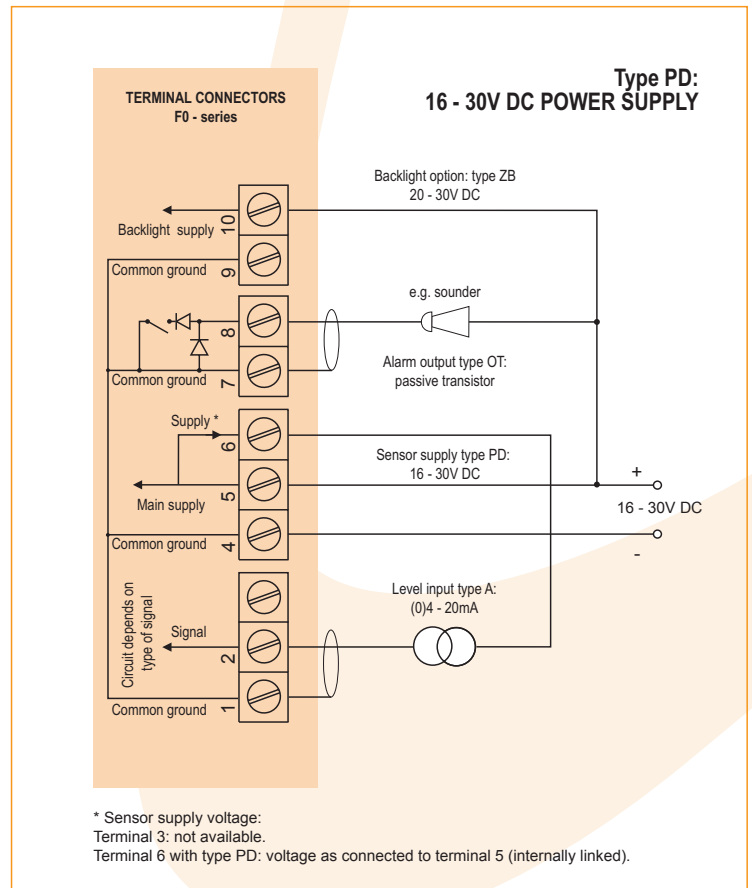 Type PD:
16 - 30V DC POWER SUPPLY
TERMINAL CONNECTORS
F0 - series
Backlight option: type ZB
20 - 30V DC
10
Backlight supply
9
Common ground
e.g. sounder
8
Alarm output type OT:
passive transistor
7
Common ground
Supply *
6
Sensor supply type PD:
16 - 30V DC
5
Main supply
+
16 - 30V DC
-
4
Common ground
Level input type A:
(0)4 - 20mA
Circuit depends on
type of signal
Signal
2
1
Common ground
* Sensor supply voltage:
Terminal 3: not available.
Terminal 6 with type PD: voltage as connected to terminal 5 (internally linked).